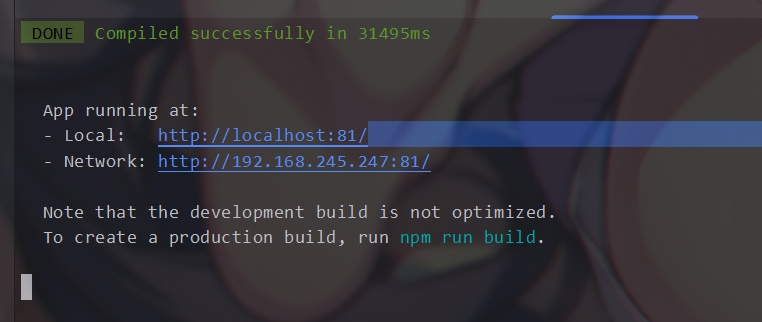 DONE Compiled successfully in 31495ms
App running at:
- Local: http://localhost:81/
- Network: http://192.168.245.247:81/
Note that the development build is not optimized.
To create a production build, run npm run build.